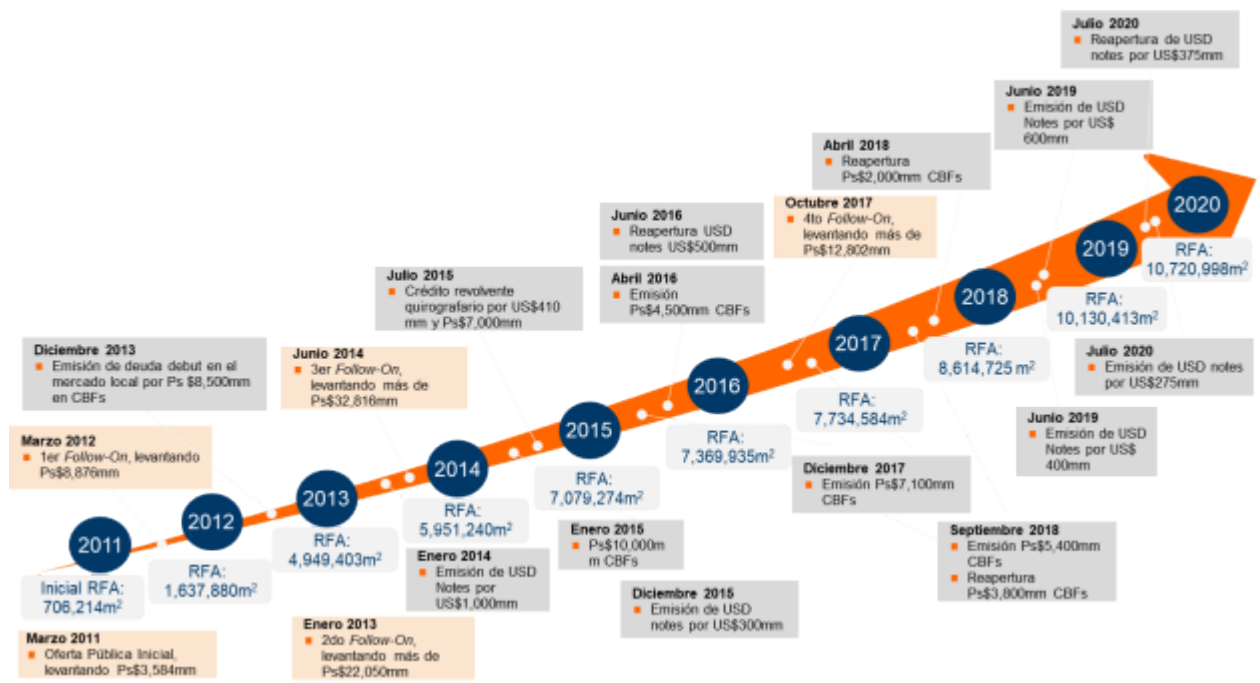 Julio 2020
Reapertura de USD
notes por US$375mm
Junio 2019
Emisión de USD
Notes por US$
600mm
Abril 2018
Reapertura
Ps$2,000mm CBFs
Octubre 2017
4to Follow-On,
levantando más de
Ps$12,802mm
Junio 2016
Reapertura USD
notes US$500mm
Abril 2016
Emisión
Ps$4,500mm CBFs
Julio 2015
Crédito revolvente
quirografario por US$410
mm y Ps$7,000mm
Junio 2014
3er Follow-On,
levantando más de
Ps$32,816mm
Diciembre 2013
Emisión de deuda debut en el
mercado local por Ps $8,500mm
en CBFs
Marzo 2012
1er Follow-On, levantando
Ps$8,876mm
2011
Inicial RFA:
706,214m²
2012
RFA:
1,637,880m²
2013
RFA:
4,949,403m²
2014
RFA:
5,951,240m²
2015
RFA:
7,079,274m²
2016
RFA:
7,369,935m²
2017
RFA:
7,734,584m²
2018
RFA:
8,614,725 m²
2019
RFA:
10,130,413m²
2020
RFA:
10,720,998m²
Marzo 2011
Oferta Pública Inicial,
levantando Ps$3,584mm
Enero 2013
2do Follow-On,
levantando más de
Ps$22,050mm
Enero 2014
Emisión de USD
Notes por
US$1,000mm
Enero 2015
Ps$10,000m
m CBFs
Diciembre 2015
Emisión de USD
notes por US$300mm
Diciembre 2017
Emisión Ps$7,100mm
CBFs
Septiembre 2018
Emisión Ps$5,400mm
CBFs
Reapertura
Ps$3,800mm CBFs
Junio 2019
Emisión de USD
Notes por US$
400mm
Julio 2020
Emisión de USD notes
por US$275mm